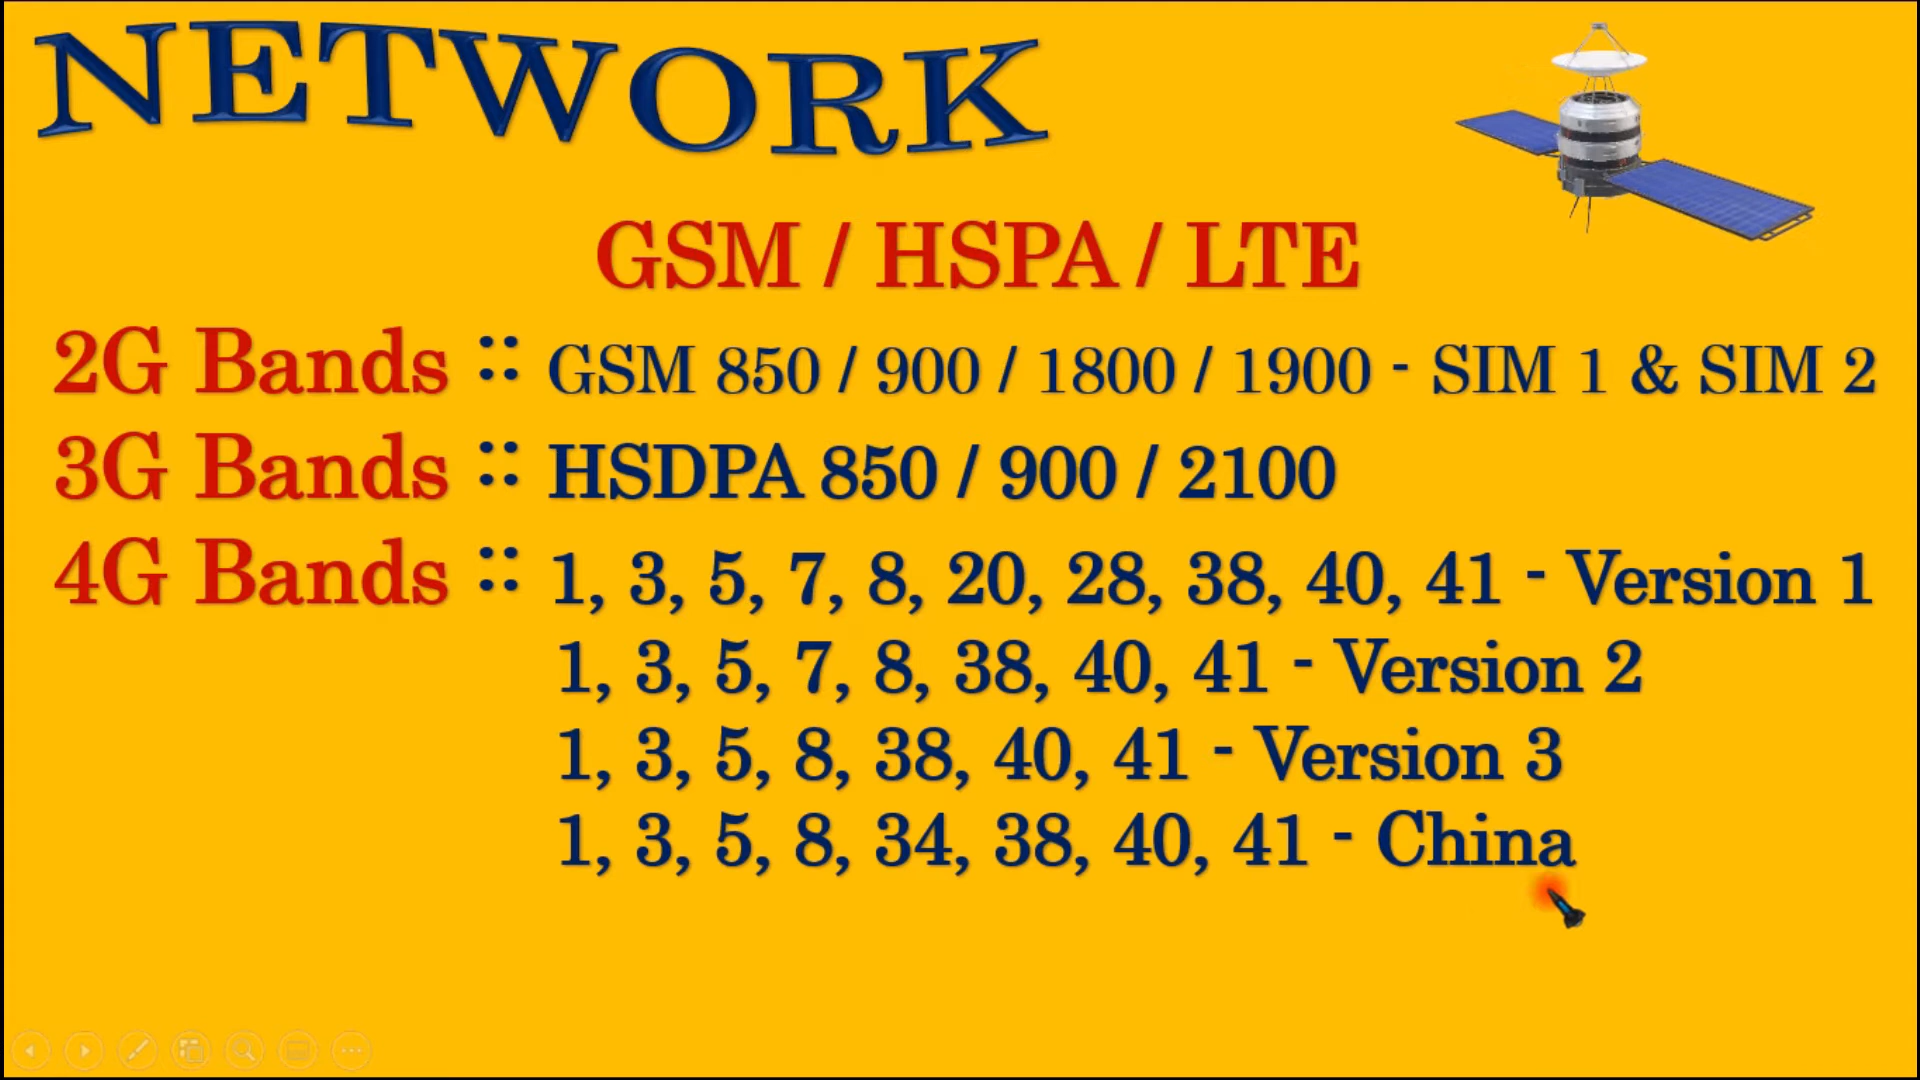 NETWORK
GSM / HSPA / LTE
2G Bands :: GSM 850 / 900 / 1800 / 1900 - SIM 1 & SIM 2
3G Bands :: HSDPA 850 / 900 / 2100
4G Bands :: 1, 3, 5, 7, 8, 20, 28, 38, 40, 41 - Version 1
1, 3, 5, 7, 8, 38, 40, 41 - Version 2
1, 3, 5, 8, 38, 40, 41 - Version 3
1, 3, 5, 8, 34, 38, 40, 41 - China